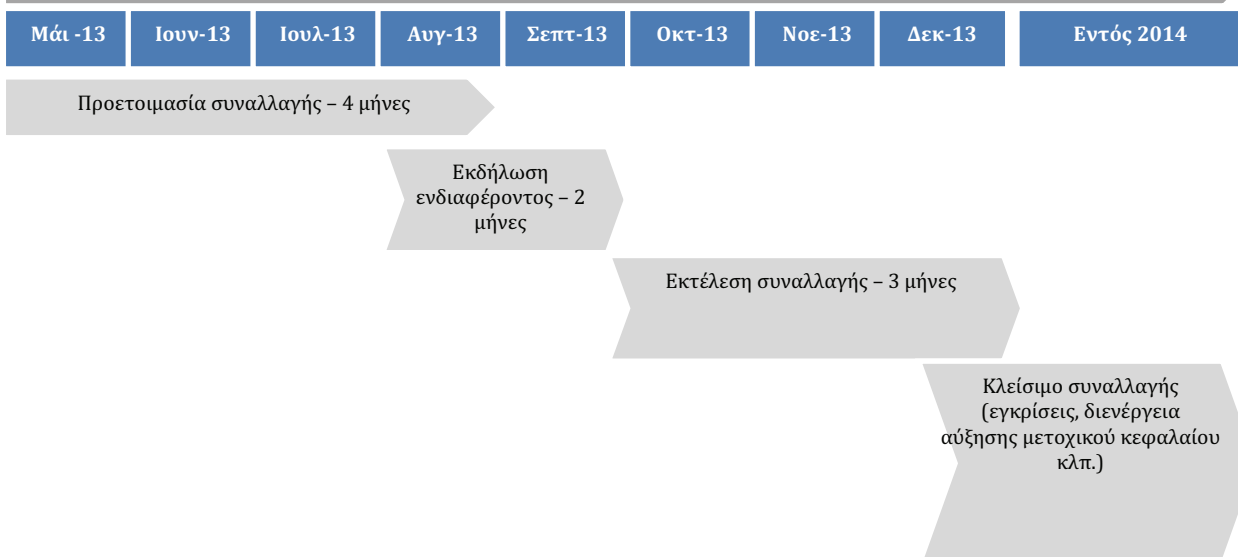 Μάι -13 Ιουν-13 Ιουλ-13 Αυγ-13 Σεπτ-13 Οκτ-13 Νοε-13 Δεκ-13 Εντός 2014
Προετοιμασία συναλλαγής – 4 μήνες
Εκδήλωση
ενδιαφέροντος – 2
μήνες
Εκτέλεση συναλλαγής – 3 μήνες
Κλείσιμο συναλλαγής
(εγκρίσεις, διενέργεια
αύξησης μετοχικού κεφαλαίου
κλπ.)